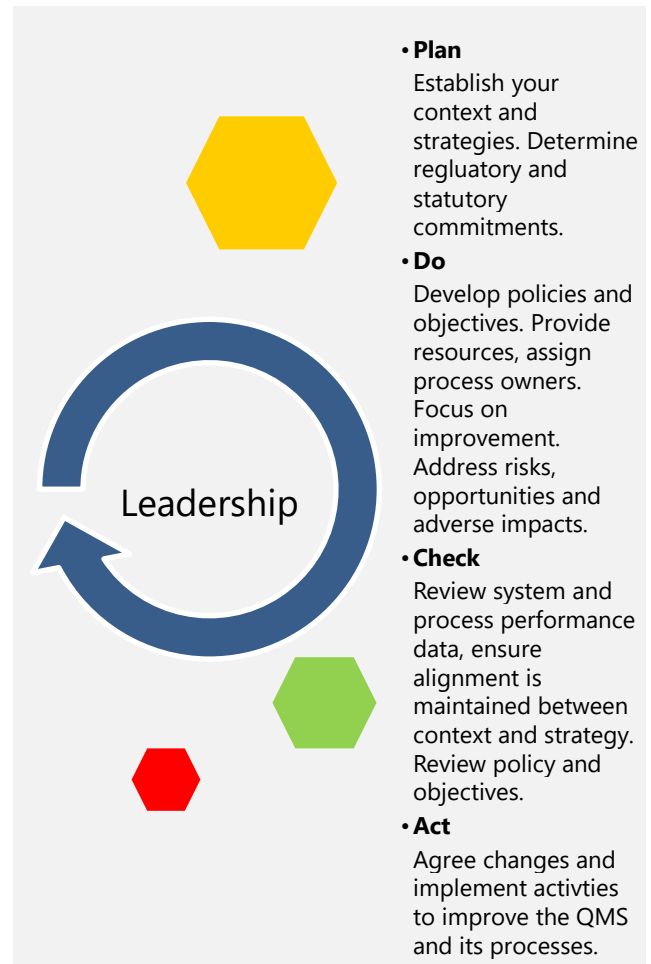 Leadership
• Plan
Establish your
context and
strategies. Determine
regluatory and
statutory
commitments.
• Do
Develop policies and
objectives. Provide
resources, assign
process owners.
Focus on
improvement.
Address risks,
opportunities and
adverse impacts.
• Check
Review system and
process performance
data, ensure
alignment is
maintained between
context and strategy.
Review policy and
objectives.
• Act
Agree changes and
implement activties
to improve the QMS
and its processes.